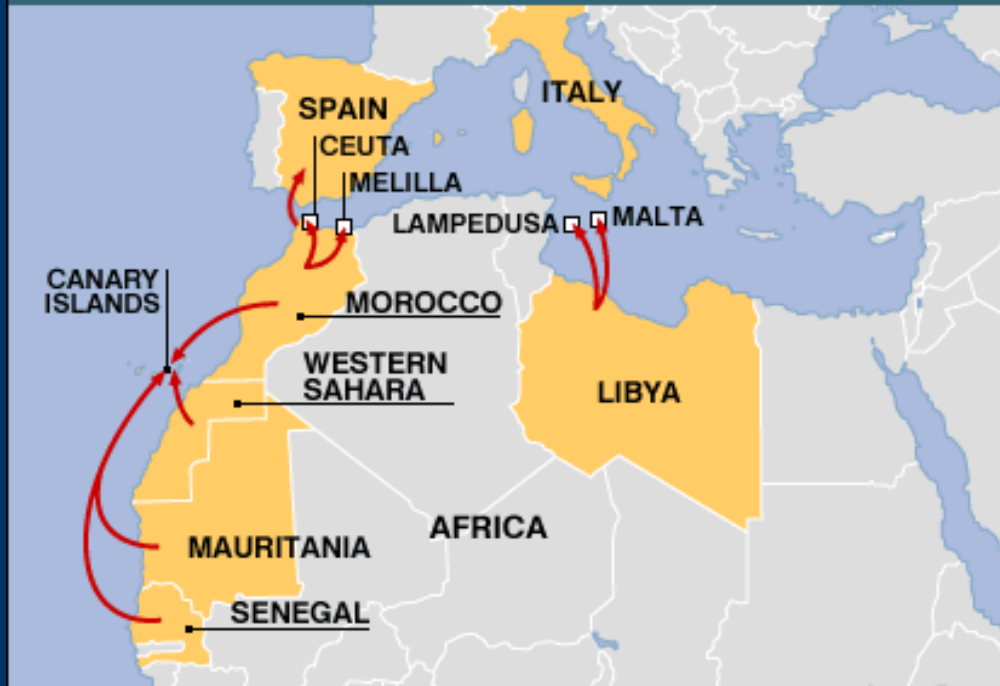 SPAIN
ITALY
CEUTA
MELILLA
LAMPEDUSA
MALTA
CANARY
ISLANDS
MOROCCO
WESTERN
SAHARA
LIBYA
AFRICA
MAURITANIA
SENEGAL